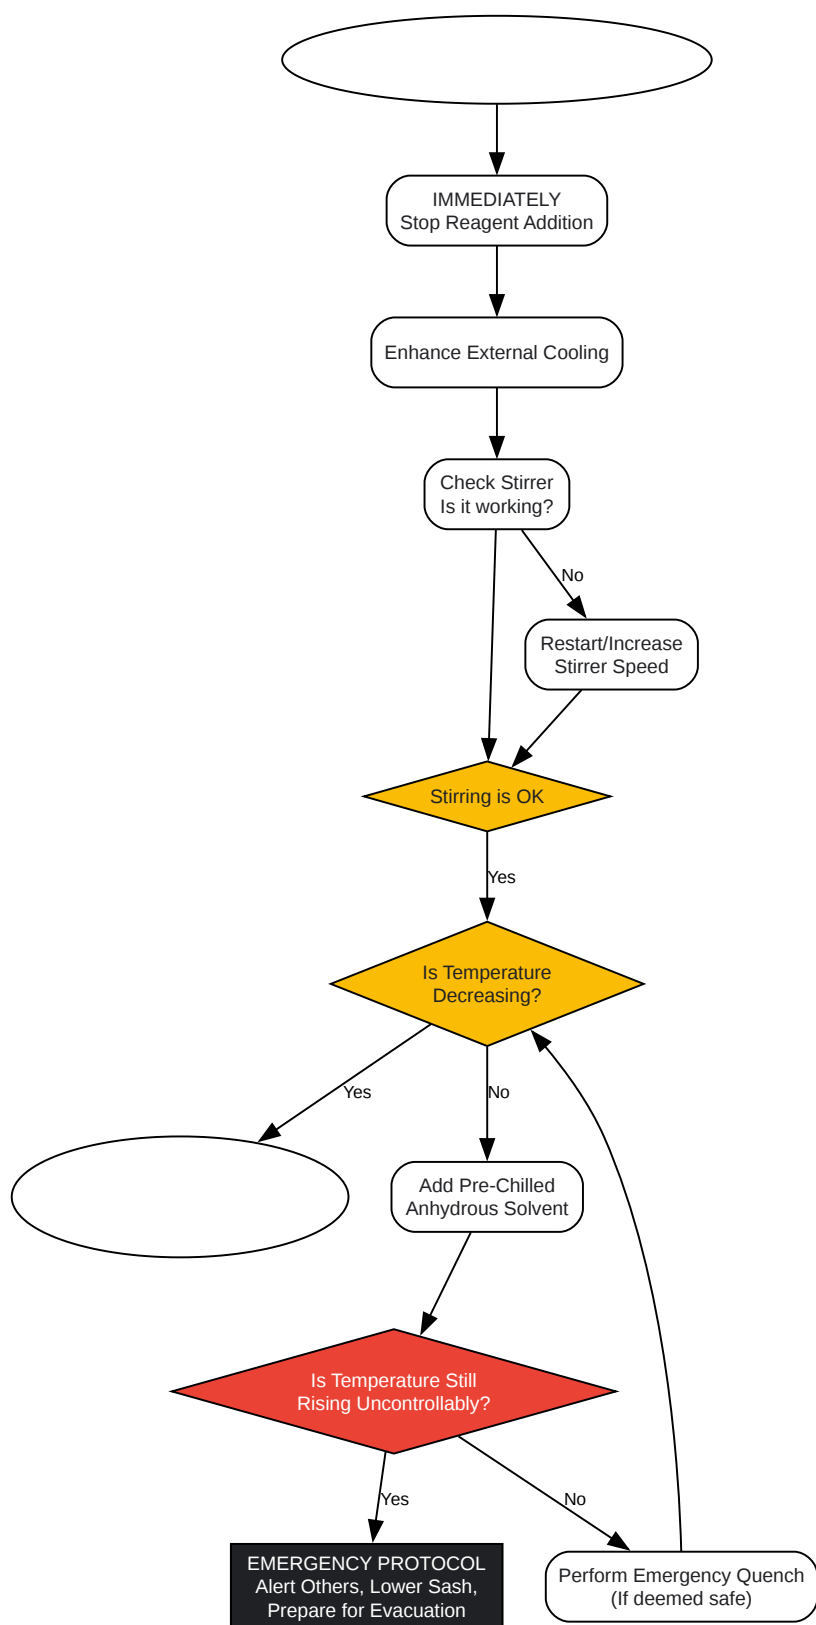 IMMEDIATELY
Stop Reagent Addition
Enhance External Cooling
Check Stirrer
Is it working?
No
Restart/Increase
Stirrer Speed
Stirring is OK
Yes
Is Temperature
Decreasing?
Yes
No
Add Pre-Chilled
Anhydrous Solvent
Is Temperature Still
Rising Uncontrollably?
Yes
No
EMERGENCY PROTOCOL
Alert Others, Lower Sash,
Prepare for Evacuation
Perform Emergency Quench
(If deemed safe)